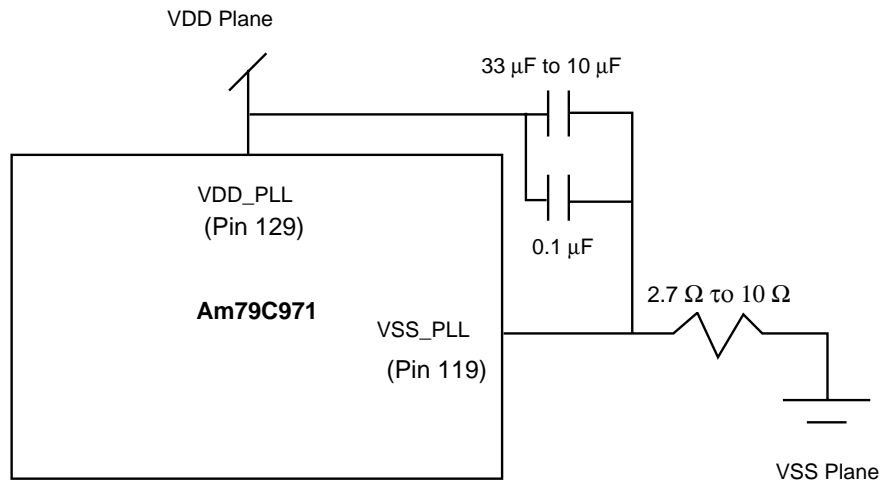 VDD Plane
33 μF to 10 μF
VDD_PLL
(Pin 129)
0.1 μF
2.7 Ω το 10 Ω
Am79C971
VSS_PLL
(Pin 119)
VSS Plane